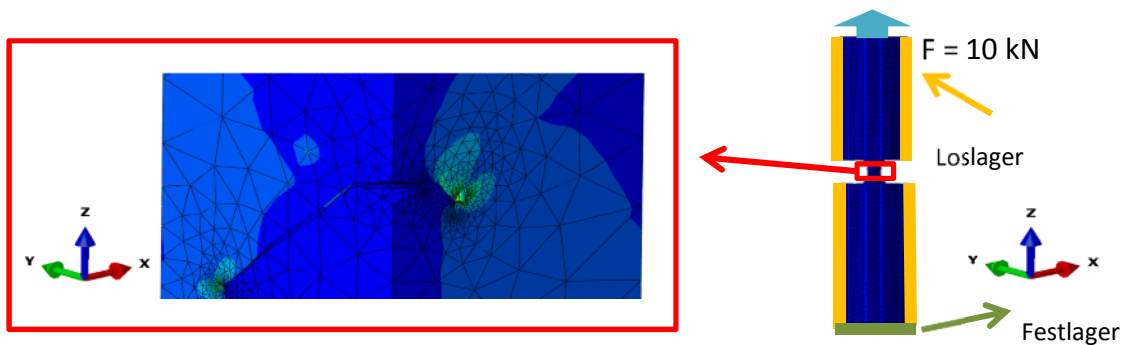 F = 10 kN
Loslager
Z
Y
X
Z
Y
X
Festlager